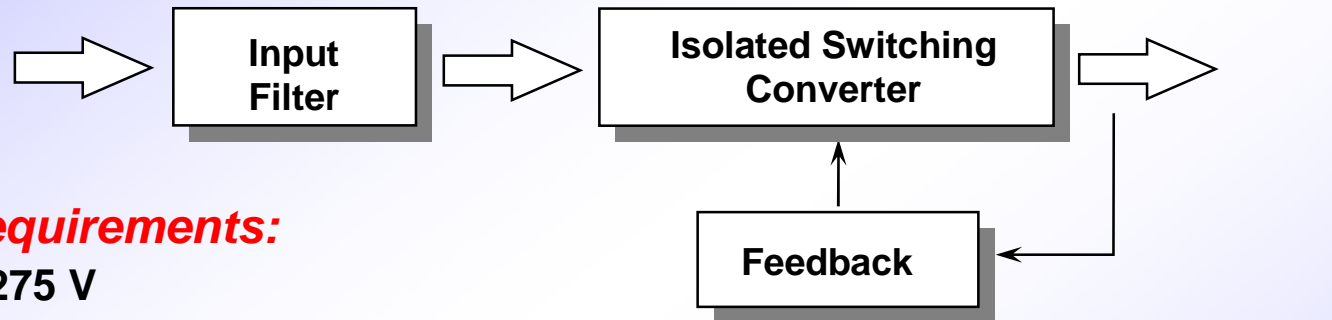 Input
Filter
Isolated Switching
Converter
Feedback
equirements:
275 V